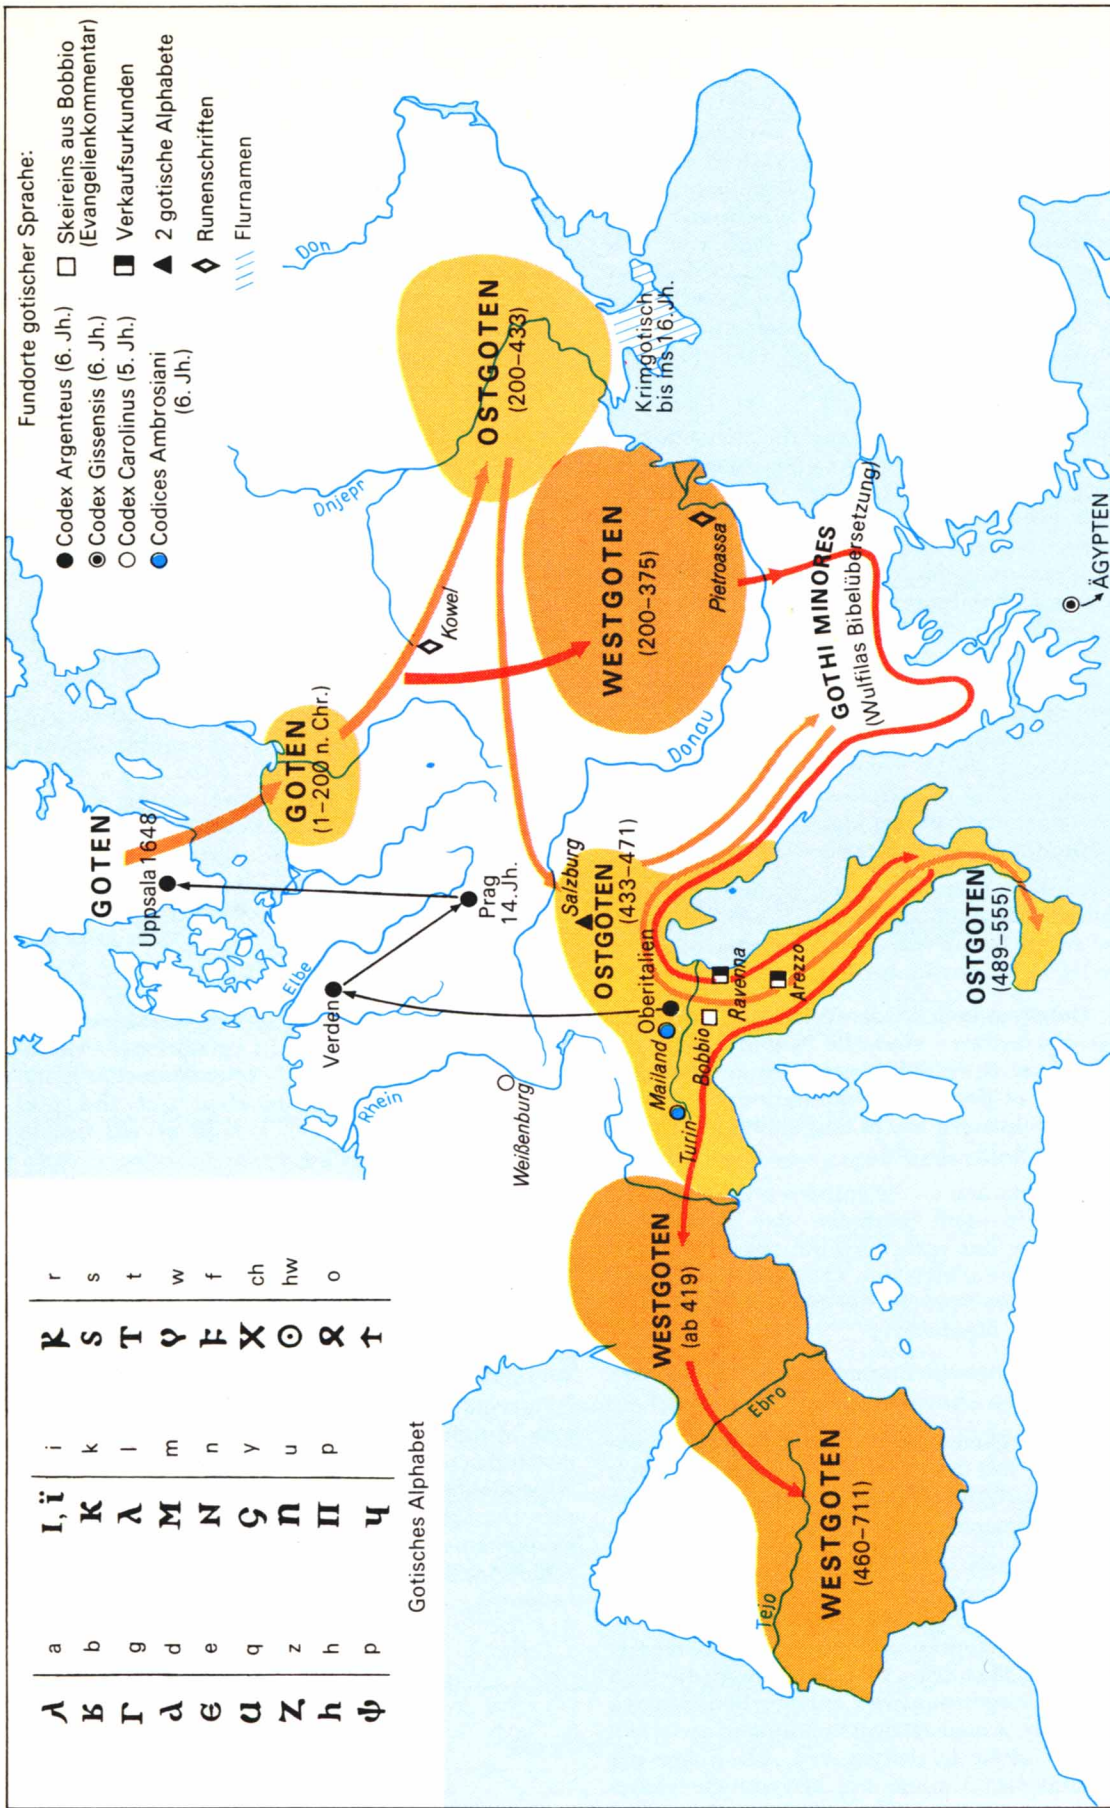 Fundorte gotischer Sprache:
● Codex Argenteus (6. Jh.)
◉ Codex Gissensis (6. Jh.)
○ Codex Carolinus (5. Jh.)
Codices Ambrosiani
(6. Jh.)
□ Skeireins aus Bobbio
(Evangelienkommentar)
Verkaufsurkunden
▲ 2 gotische Alphabete
◊ Runenschriften
Flurnamen
𐌰 a
𐌱 b
𐌲 g
𐌳 d
𐌴 e
𐌵 q
𐌶 z
𐌷 h
𐌸 p
I, ï i
𐌺 k
𐌻 l
𐌼 m
𐌽 n
𐌾 y
𐌿 u
𐍀 p
𐍁
𐍂 r
𐍃 s
𐍄 t
𐍅 w
𐍆 f
𐍇 ch
𐍈 hw
𐍉 o
𐍊
Gotisches Alphabet
GOTEN
Uppsala 1648
GOTEN
(1–200 n. Chr.)
Elbe
Verden
Rhein
Prag
14. Jh.
Weißenburg
Dnjepr
Don
Kowel
OSTGOTEN
(200–433)
Krimgotisch
bis ins 16. Jh.
WESTGOTEN
(200–375)
Pietroassa
Donau
Salzburg
OSTGOTEN
(433–471)
Oberitalien
Mailand
Turin
Bobbio
Ravenna
Arezzo
GOTHI MINORES
(Wulfilas Bibelübersetzung)
OSTGOTEN
(489–555)
ÄGYPTEN
WESTGOTEN
(ab 419)
Ebro
Tejo
WESTGOTEN
(460–711)